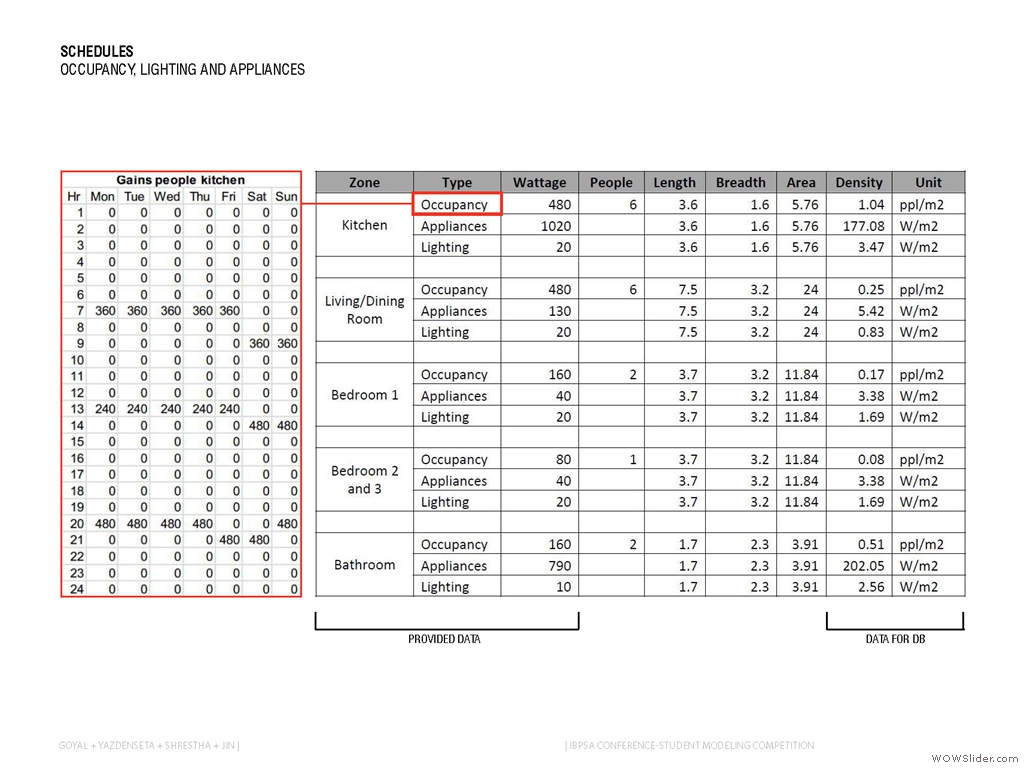 SCHEDULES
OCCUPANCY, LIGHTING AND APPLIANCES
Gains people kitchen
Hr Mon Tue Wed Thu Fri Sat Sun
1 0 0 0 0 0 0 0
2 0 0 0 0 0 0 0
3 0 0 0 0 0 0 0
4 0 0 0 0 0 0 0
5 0 0 0 0 0 0 0
6 0 0 0 0 0 0 0
7 360 360 360 360 360 0 0
8 0 0 0 0 0 0 0
9 0 0 0 0 0 360 360
10 0 0 0 0 0 0 0
11 0 0 0 0 0 0 0
12 0 0 0 0 0 0 0
13 240 240 240 240 240 0 0
14 0 0 0 0 0 480 480
15 0 0 0 0 0 0 0
16 0 0 0 0 0 0 0
17 0 0 0 0 0 0 0
18 0 0 0 0 0 0 0
19 0 0 0 0 0 0 0
20 480 480 480 480 0 0 480
21 0 0 0 0 480 480 0
22 0 0 0 0 0 0 0
23 0 0 0 0 0 0 0
24 0 0 0 0 0 0 0
Zone Type Wattage People Length Breadth Area Density Unit
Kitchen
Occupancy 480 6 3.6 1.6 5.76 1.04 ppl/m2
Appliances 1020 3.6 1.6 5.76 177.08 W/m2
Lighting 20 3.6 1.6 5.76 3.47 W/m2
Living/Dining
Room
Occupancy 480 6 7.5 3.2 24 0.25 ppl/m2
Appliances 130 7.5 3.2 24 5.42 W/m2
Lighting 20 7.5 3.2 24 0.83 W/m2
Bedroom 1
Occupancy 160 2 3.7 3.2 11.84 0.17 ppl/m2
Appliances 40 3.7 3.2 11.84 3.38 W/m2
Lighting 20 3.7 3.2 11.84 1.69 W/m2
Bedroom 2
and 3
Occupancy 80 1 3.7 3.2 11.84 0.08 ppl/m2
Appliances 40 3.7 3.2 11.84 3.38 W/m2
Lighting 20 3.7 3.2 11.84 1.69 W/m2
Bathroom
Occupancy 160 2 1.7 2.3 3.91 0.51 ppl/m2
Appliances 790 1.7 2.3 3.91 202.05 W/m2
Lighting 10 1.7 2.3 3.91 2.56 W/m2
PROVIDED DATA
DATA FOR DB
GOYAL + YAZDENSETA + SHRESTHA + JIN |
| IBPSA CONFERENCE-STUDENT MODELING COMPETITION
WOWSlider.com